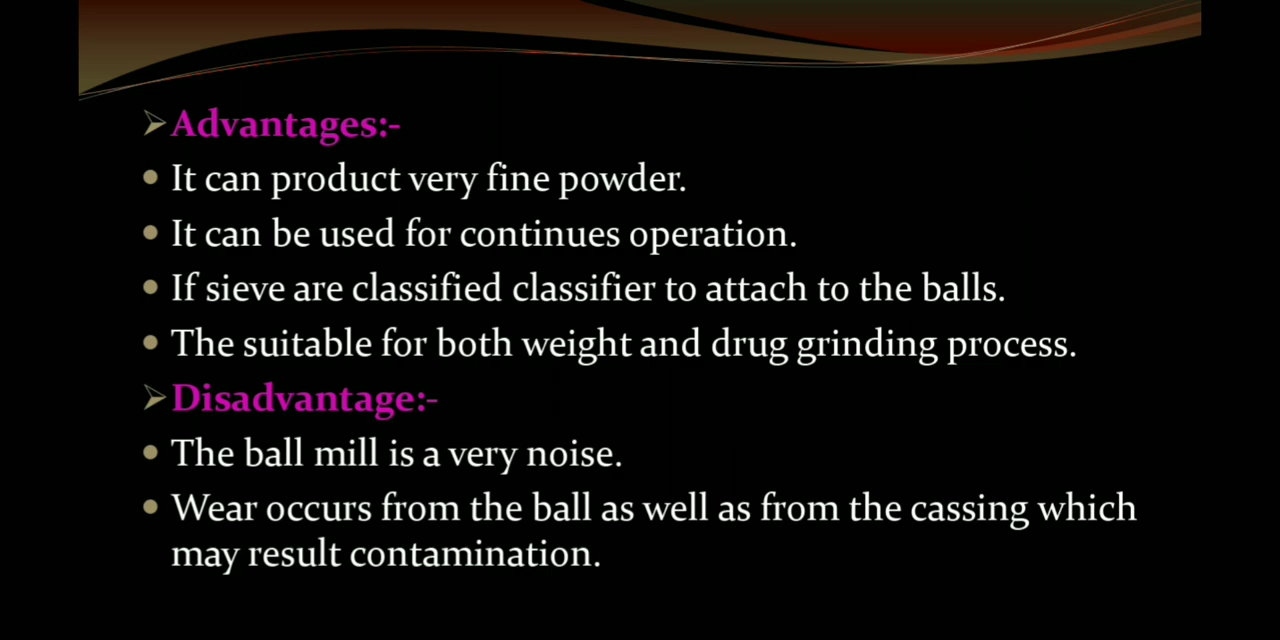 Advantages:-
It can product very fine powder.
It can be used for continues operation.
If sieve are classified classifier to attach to the balls.
The suitable for both weight and drug grinding process.
Disadvantage:-
The ball mill is a very noise.
Wear occurs from the ball as well as from the cassing which
may result contamination.